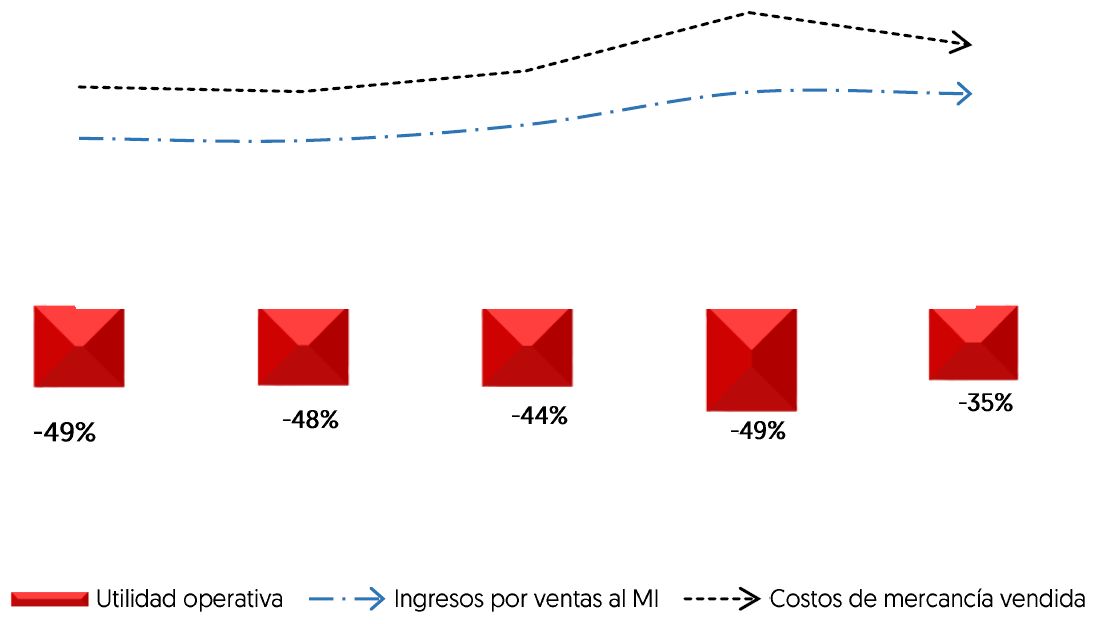 -49%
-48%
-44%
-49%
-35%
Utilidad operativa
Ingresos por ventas al MI
Costos de mercancía vendida